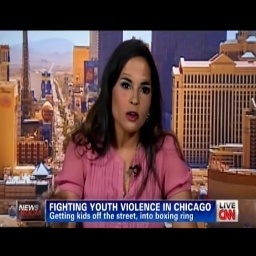 FIGHTING YOUTH VIOLENCE IN CHICAGO
Getting kids off the street, into boxing ring
NEWS
LIVE
CNN